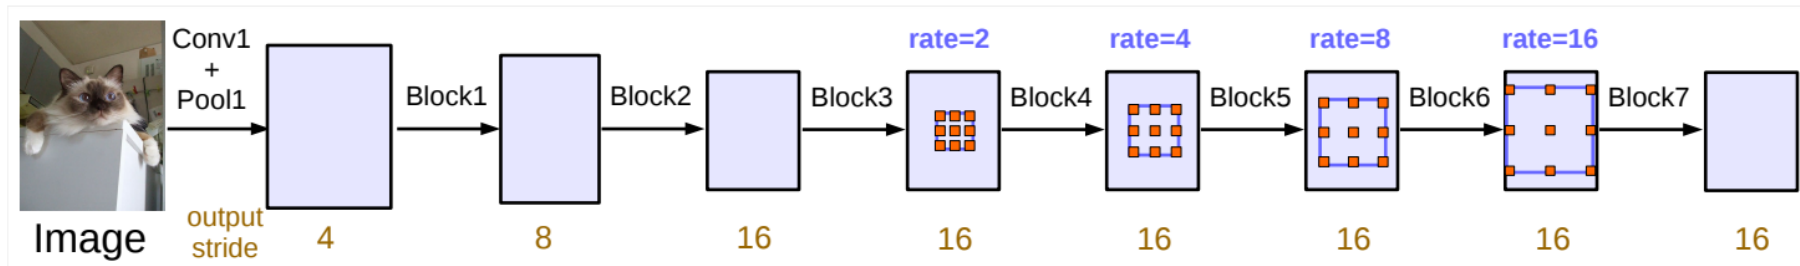 Conv1
+
Pool1
Block1
Block2
Block3
rate=2
Block4
rate=4
Block5
rate=8
Block6
rate=16
Block7
Image
output
stride
4
8
16
16
16
16
16
16